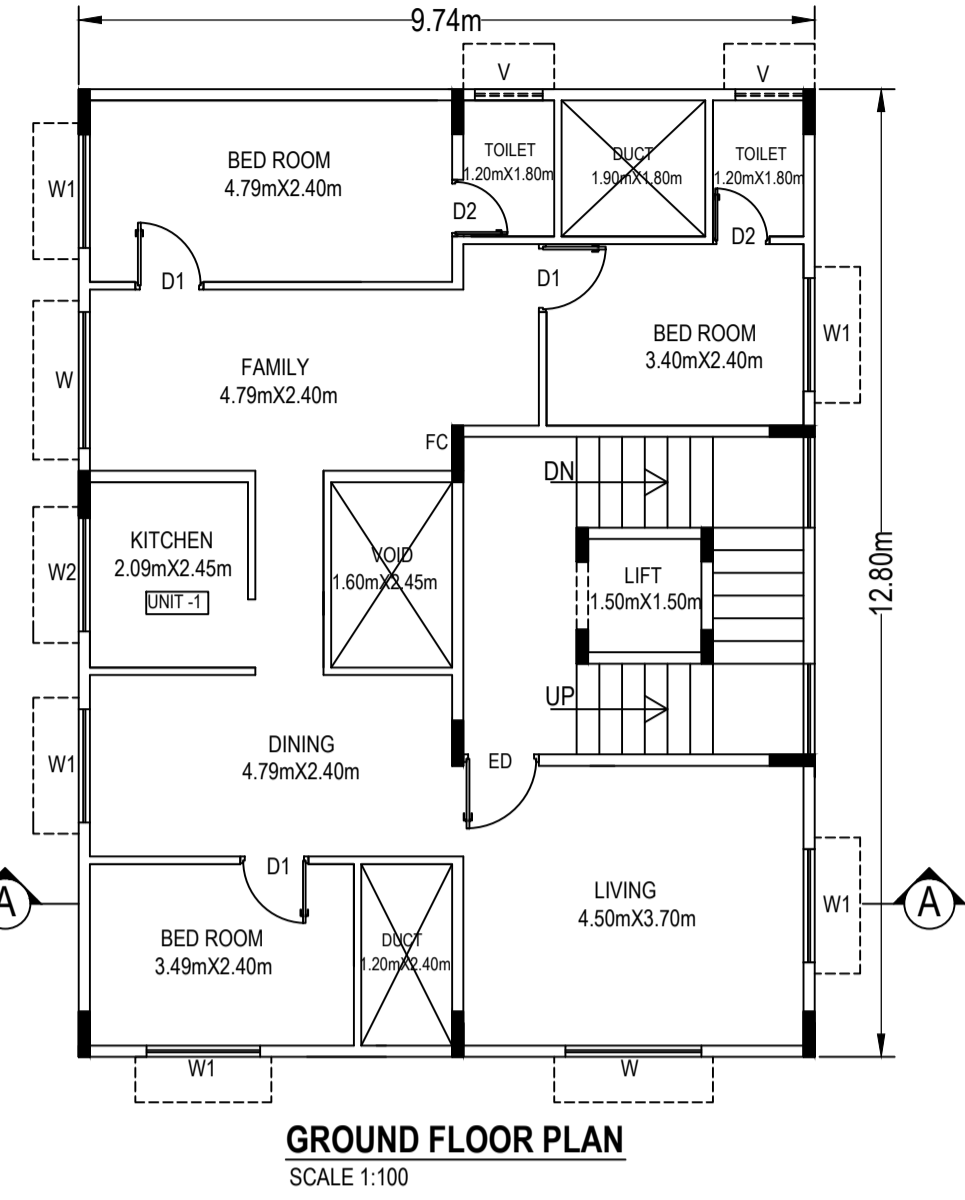 9.74m
V
V
BED ROOM
4.79mX2.40m
TOILET
1.20mX1.80m
DUCT
1.90mX1.80m
TOILET
1.20mX1.80m
W1
D2
D2
D1
D1
BED ROOM
3.40mX2.40m
W1
FAMILY
4.79mX2.40m
W
FC
DN
KITCHEN
2.09mX2.45m
UNIT -1
W2
VOID
1.60mX2.45m
LIFT
1.50mX1.50m
12.80m
UP
DINING
4.79mX2.40m
W1
ED
D1
LIVING
4.50mX3.70m
W1
A
A
BED ROOM
3.49mX2.40m
DUCT
1.20mX2.40m
W1
W
GROUND FLOOR PLAN
SCALE 1:100